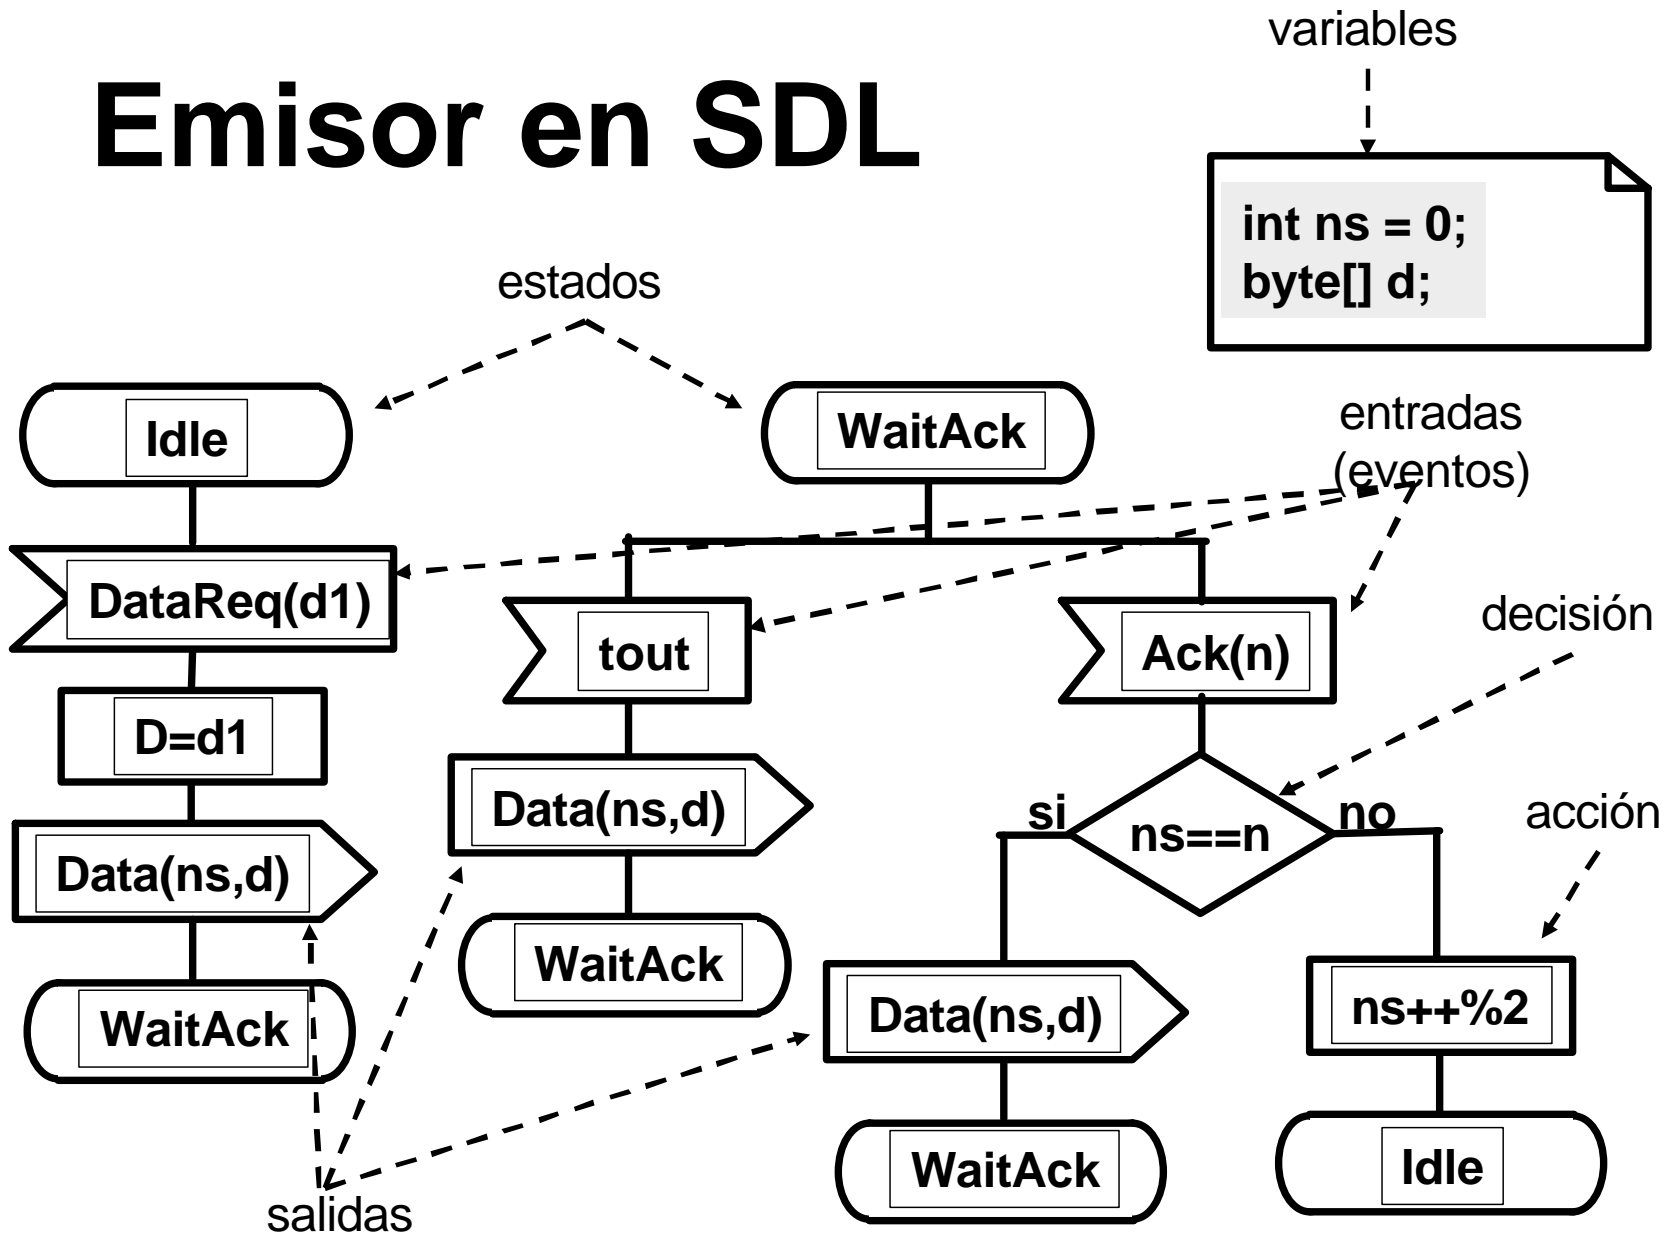 variables
Emisor en SDL
int ns = 0;
byte[] d;
estados
Idle
WaitAck
entradas
(eventos)
DataReq(d1)
tout
Ack(n)
decisión
D=d1
Data(ns,d)
si
ns==n
no
acción
Data(ns,d)
WaitAck
WaitAck
Data(ns,d)
ns++%2
WaitAck
Idle
salidas